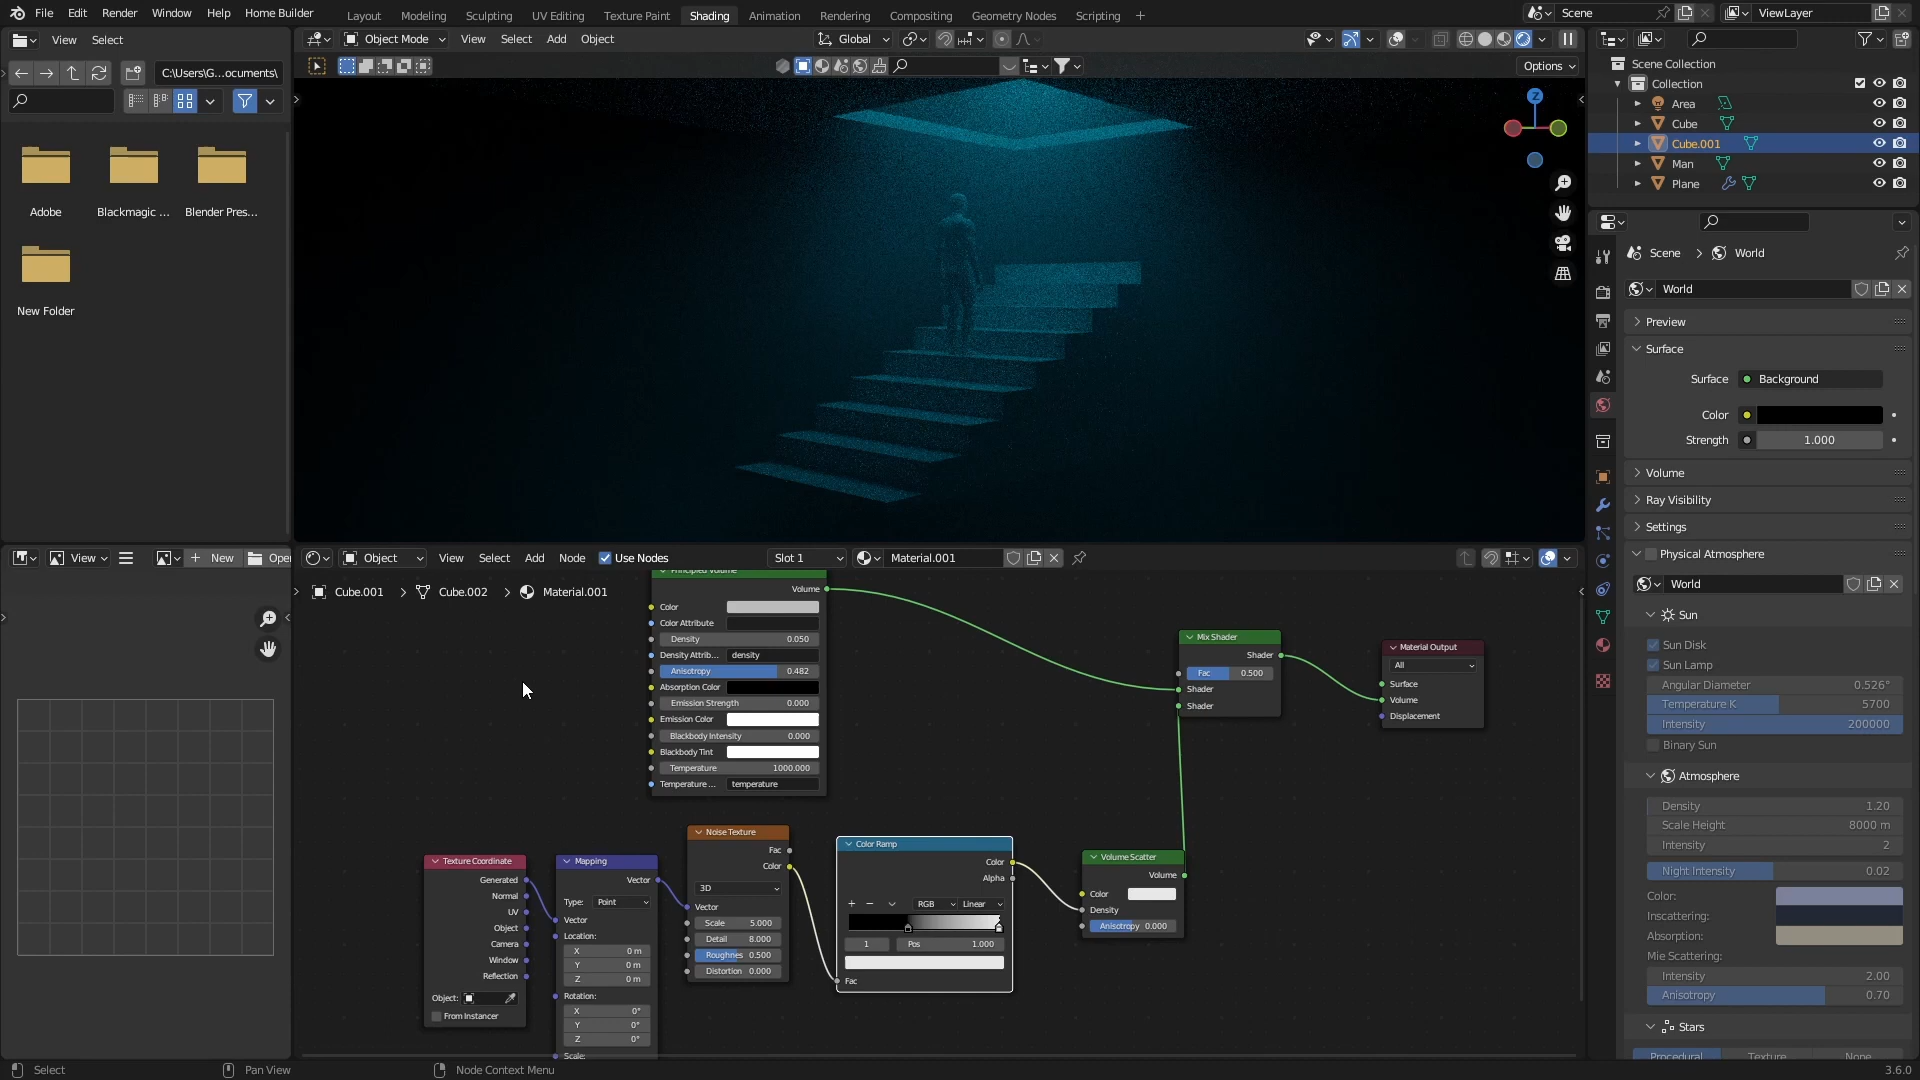 File Edit Render Window Help Home Builder
Layout Modeling Sculpting UV Editing Texture Paint Shading Animation Rendering Compositing Geometry Nodes Scripting +
Scene
ViewLayer
View Select
Object Mode View Select Add Object
Global
C:\Users\G...ocuments\
Options
Adobe
Blackmagic ...
Blender Pres...
New Folder
Z
Scene Collection
Collection
Area
Cube
Cube.001
Man
Plane
Scene > World
World
Preview
Surface
Surface Background
Color
Strength 1.000
Volume
Ray Visibility
Settings
Physical Atmosphere
World
Sun
Sun Disk
Sun Lamp
Angular Diameter 0.526°
Temperature K 5700
Intensity 200000
Binary Sun
Atmosphere
Density 1.20
Scale Height 8000 m
Intensity 2
Night Intensity 0.02
Color:
Inscattering:
Absorption:
Mie Scattering:
Intensity 2.00
Anisotropy 0.70
Stars
Procedural Texture None
View + New Open
Object View Select Add Node Use Nodes Slot 1 Material.001
Cube.001 > Cube.002 > Material.001
Principled Volume
Volume
Color
Color Attribute
Density 0.050
Density Attrib... density
Anisotropy 0.482
Absorption Color
Emission Strength 0.000
Emission Color
Blackbody Intensity 0.000
Blackbody Tint
Temperature 1000.000
Temperature ... temperature
Mix Shader
Shader
Fac 0.500
Shader
Shader
Material Output
All
Surface
Volume
Displacement
Texture Coordinate
Generated
Normal
UV
Object
Camera
Window
Reflection
Object:
From Instancer
Mapping
Vector
Type: Point
Vector
Location:
X 0 m
Y 0 m
Z 0 m
Rotation:
X 0°
Y 0°
Z 0°
Scale:
Noise Texture
Fac
Color
3D
Vector
Scale 5.000
Detail 8.000
Roughnes 0.500
Distortion 0.000
Color Ramp
Color
Alpha
+ − RGB Linear
1 Pos 1.000
Fac
Volume Scatter
Volume
Color
Density
Anisotropy 0.000
Select
Pan View
Node Context Menu
3.6.0